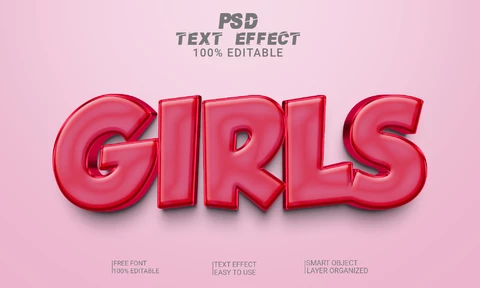 PSD
TEXT EFFECT
100% EDITABLE
GIRLS
FREE FONT
100% EDITABLE
TEXT EFFECT
EASY TO USE
SMART OBJECT
LAYER ORGANIZED